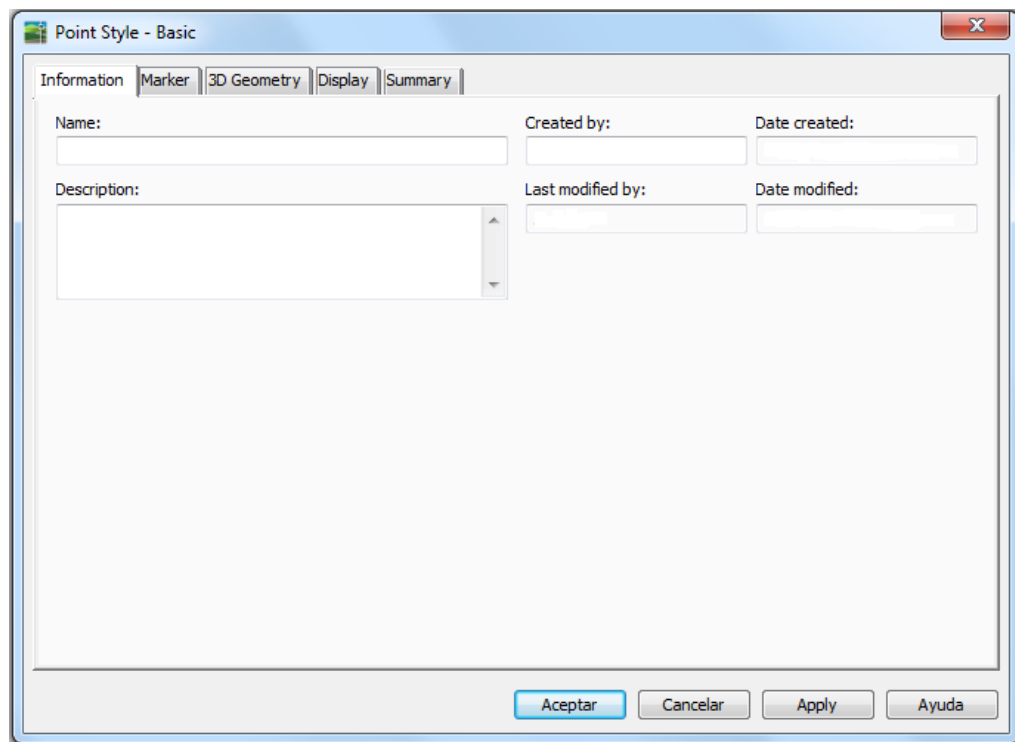 Point Style - Basic
Information Marker 3D Geometry Display Summary
Name: Created by: Date created:
Description: Last modified by: Date modified:
Aceptar Cancelar Apply Ayuda